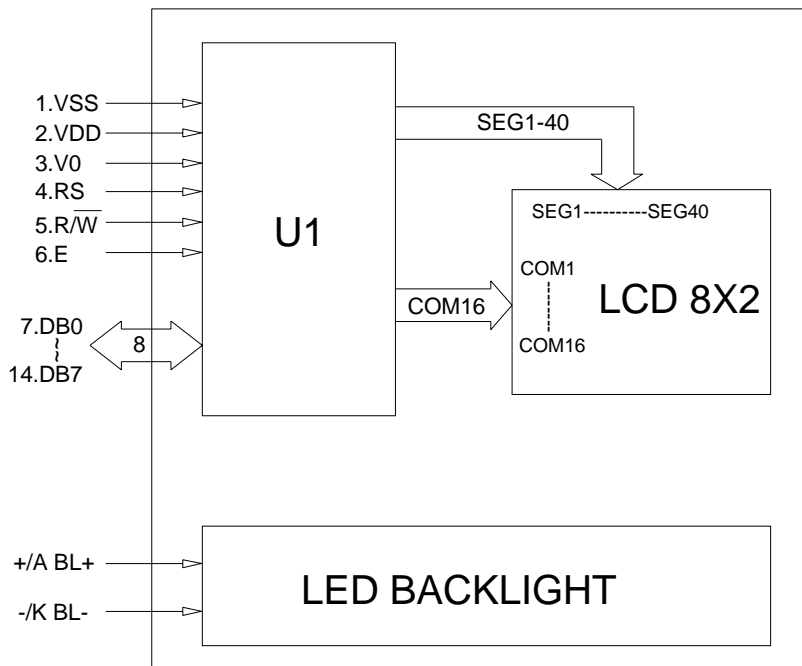 1.VSS
2.VDD
3.V0
4.RS
5.R/W̅
6.E
7.DB0
~
~
14.DB7
8
U1
SEG1-40
COM16
SEG1----------SEG40
COM1
COM16
LCD 8X2
+/A BL+
-/K BL-
LED BACKLIGHT